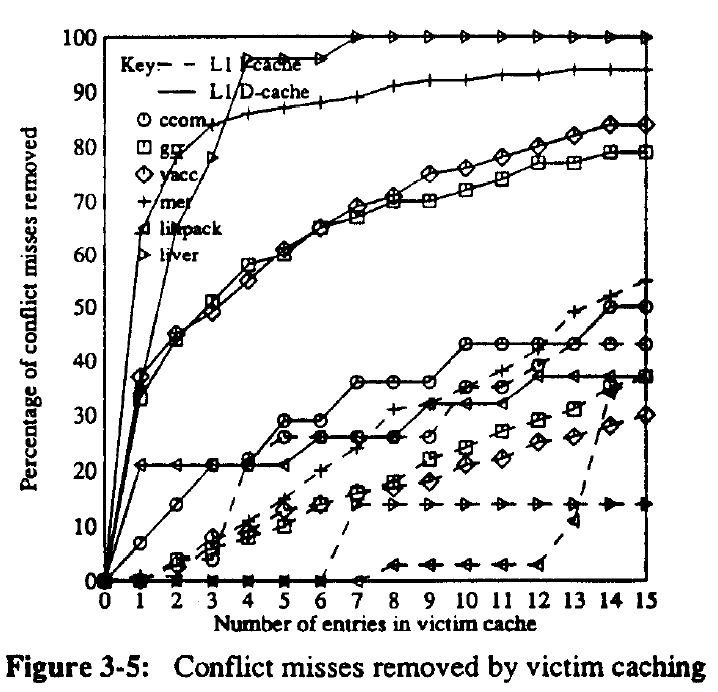 Percentage of conflict misses removed
100
90
80
70
60
50
40
30
20
10
0
Key: L1 I-cache
L1 D-cache
ccom
grr
yacc
met
linpack
liver
0 1 2 3 4 5 6 7 8 9 10 11 12 13 14 15
Number of entries in victim cache
Figure 3-5: Conflict misses removed by victim caching